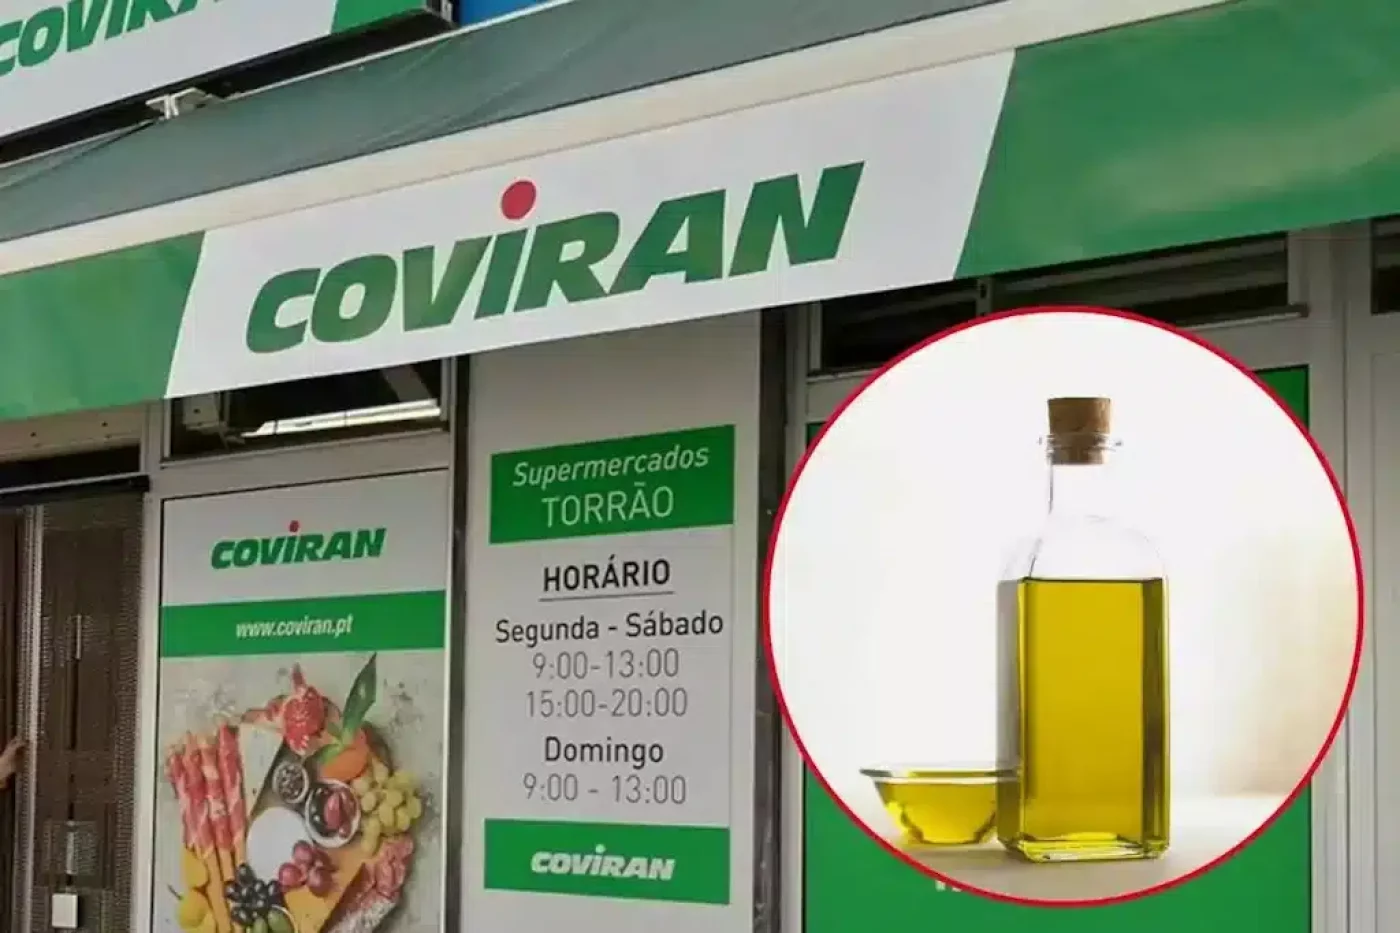 COVIRAN
COVIRAN
COVIRAN
www.coviran.pt
Supermercados
TORRÃO
HORÁRIO
Segunda - Sábado
9:00-13:00
15:00-20:00
Domingo
9:00 - 13:00
COVIRAN